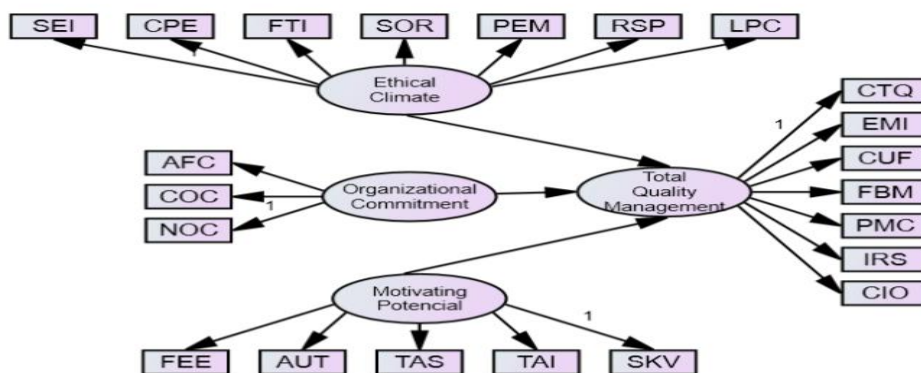 SEI CPE FTI SOR PEM RSP LPC
1
Ethical
Climate
CTQ
1
EMI
CUF
FBM
PMC
IRS
CIO
AFC
COC
1
NOC
Organizational
Commitment
Total
Quality
Management
Motivating
Potencial
1
FEE AUT TAS TAI SKV